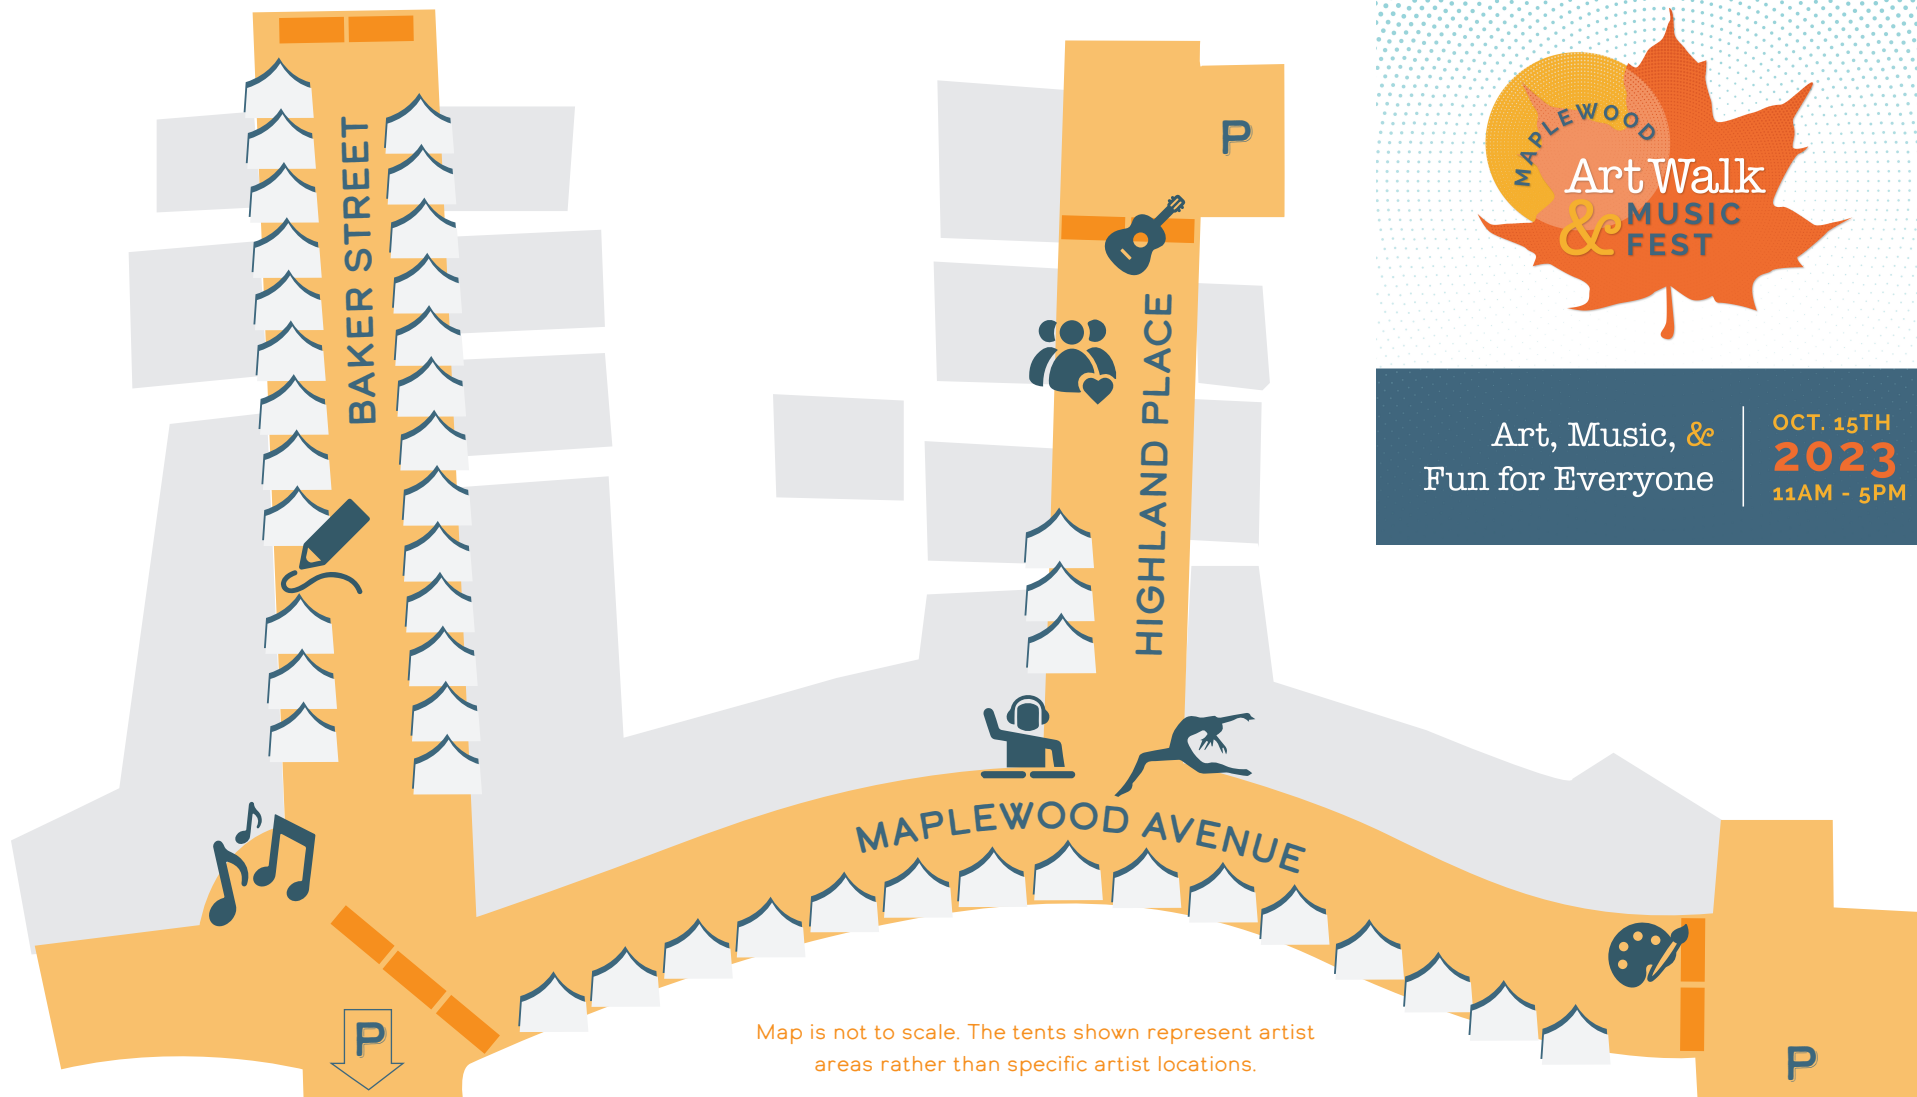 MAPLEWOOD
Art Walk
& MUSIC
FEST
Art, Music, &
Fun for Everyone
OCT. 15TH
2023
11AM - 5PM
BAKER STREET
HIGHLAND PLACE
P
MAPLEWOOD AVENUE
P
P
Map is not to scale. The tents shown represent artist
areas rather than specific artist locations.